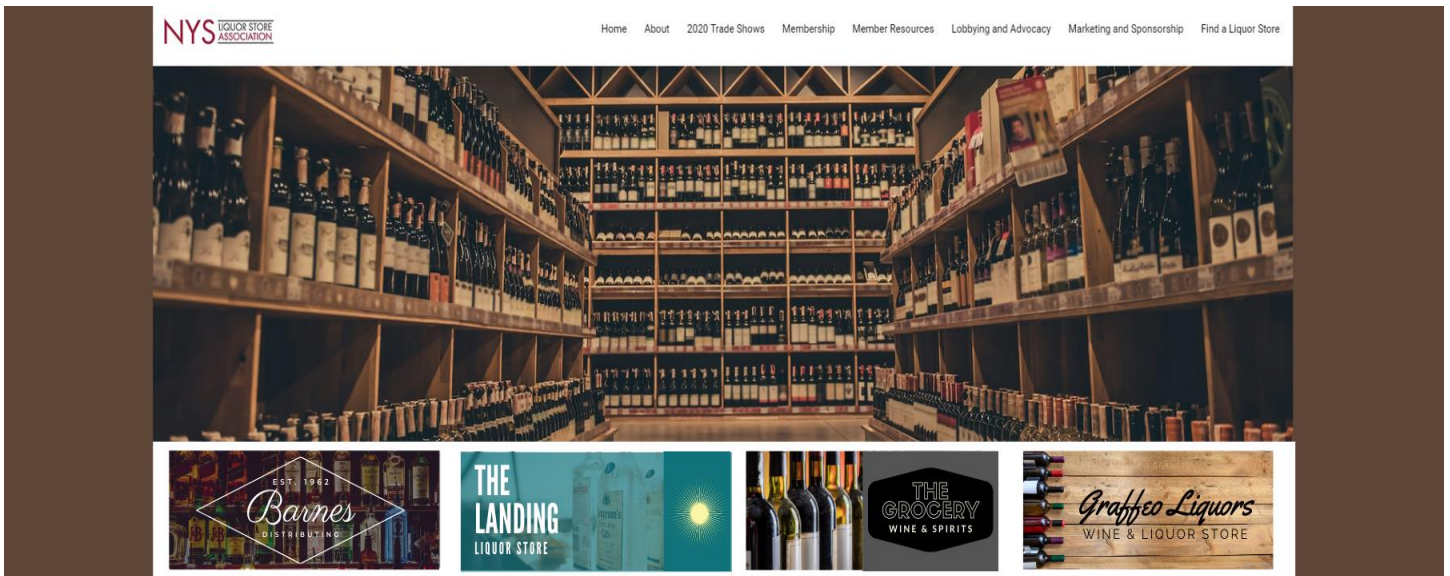 NYS LIQUOR STORE
ASSOCIATION
Home About 2020 Trade Shows Membership Member Resources Lobbying and Advocacy Marketing and Sponsorship Find a Liquor Store
EST. 1962
Barnes
DISTRIBUTING
THE
LANDING
LIQUOR STORE
THE
GROCERY
WINE & SPIRITS
Graffeo Liquors
WINE & LIQUOR STORE